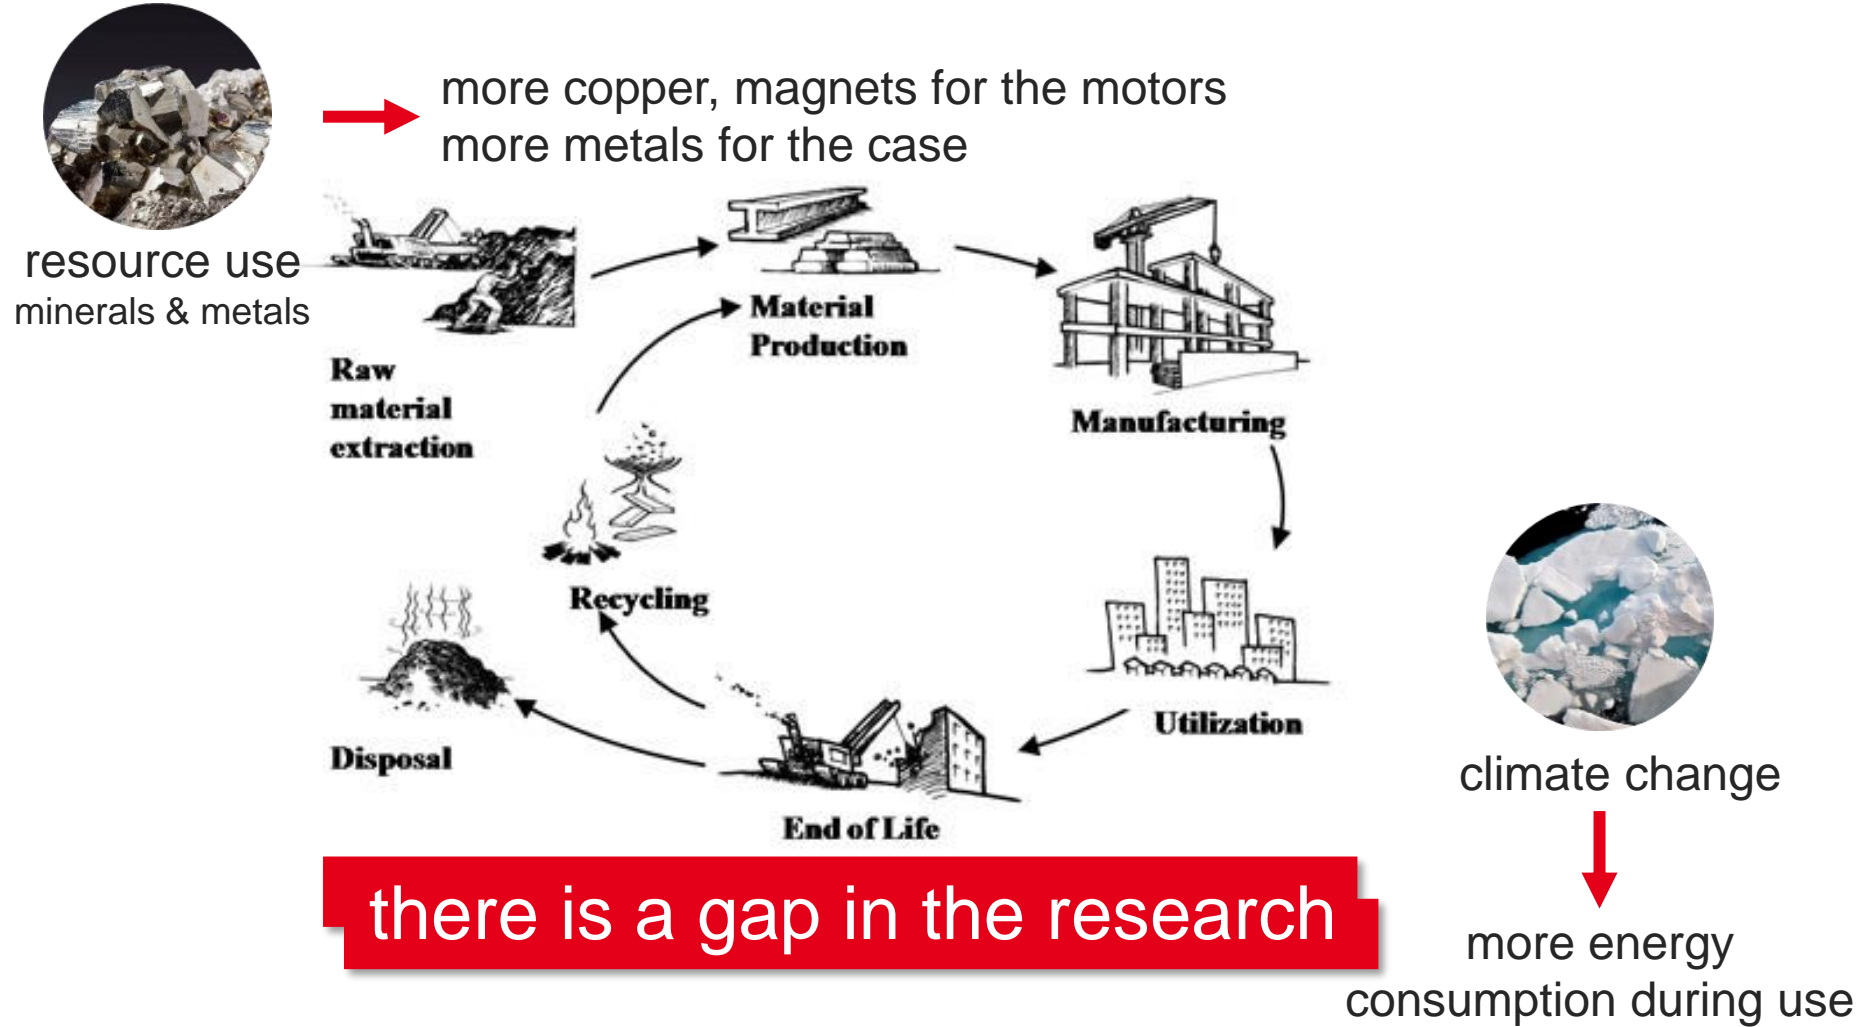 more copper, magnets for the motors
more metals for the case
resource use
minerals & metals
Raw
material
extraction
Material
Production
Manufacturing
Recycling
Utilization
Disposal
End of Life
climate change
there is a gap in the research
more energy
consumption during use